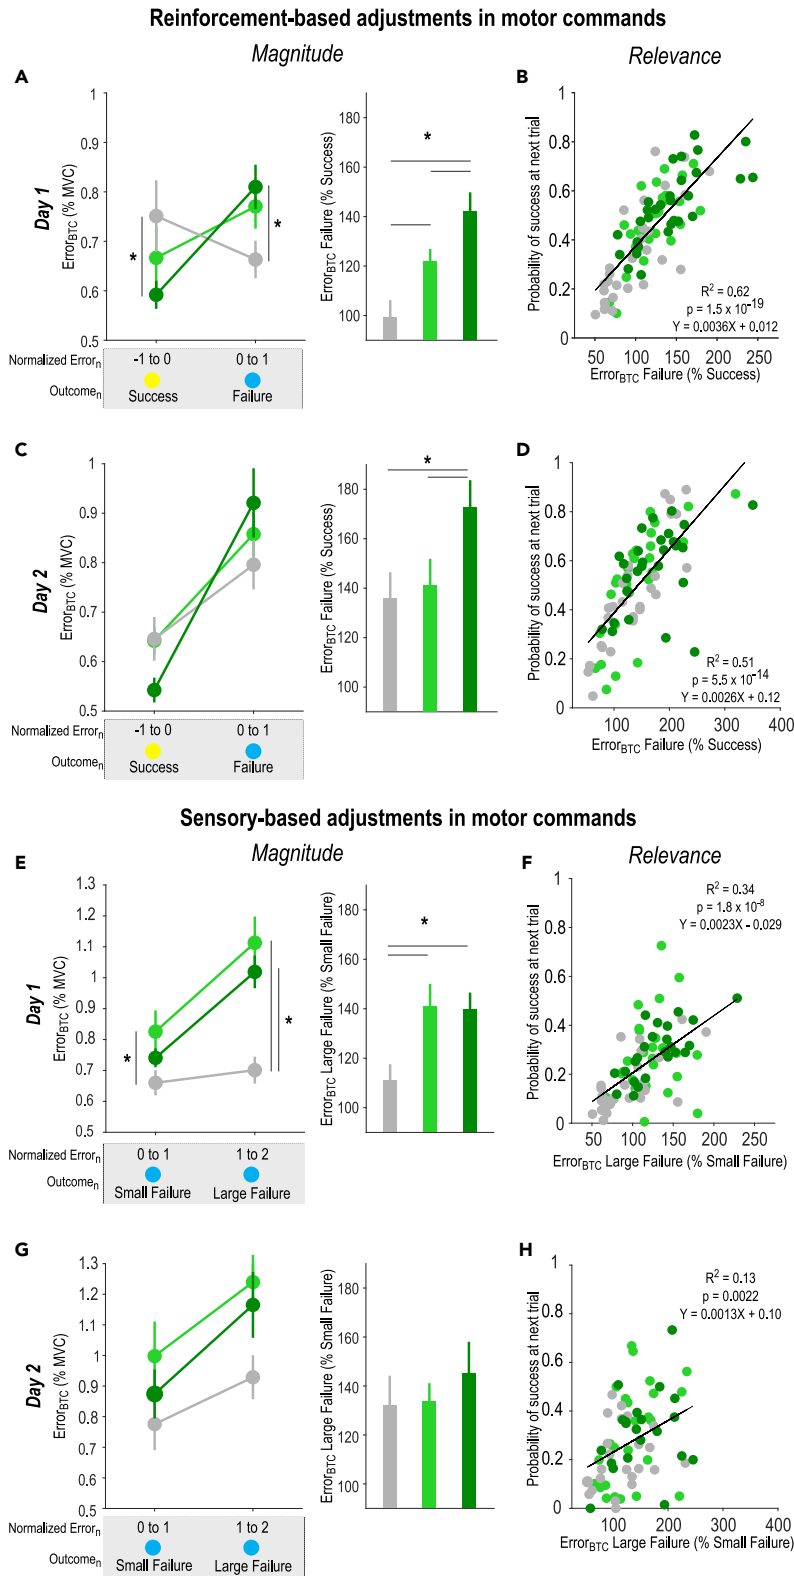 Reinforcement-based adjustments in motor commands
Magnitude
Relevance
A
Day 1
Error_BTC (% MVC)
1
0.9
0.8
0.7
0.6
0.5
*
*
Normalized Error_n
-1 to 0
0 to 1
Outcome_n
Success
Failure
Error_BTC Failure (% Success)
180
160
140
120
100
*
B
Probability of success at next trial
1
0.8
0.6
0.4
0.2
0
50 100 150 200 250
R² = 0.62
p = 1.5 x 10⁻¹⁹
Y = 0.0036X + 0.012
Error_BTC Failure (% Success)
C
Day 2
Error_BTC (% MVC)
1
0.9
0.8
0.7
0.6
0.5
Normalized Error_n
-1 to 0
0 to 1
Outcome_n
Success
Failure
Error_BTC Failure (% Success)
180
160
140
120
100
*
D
Probability of success at next trial
1
0.8
0.6
0.4
0.2
0
100 200 300 400
R² = 0.51
p = 5.5 x 10⁻¹⁴
Y = 0.0026X + 0.12
Error_BTC Failure (% Success)
Sensory-based adjustments in motor commands
Magnitude
Relevance
E
Day 1
Error_BTC (% MVC)
1.3
1.2
1.1
1
0.9
0.8
0.7
0.6
0.5
*
*
Normalized Error_n
0 to 1
1 to 2
Outcome_n
Small Failure
Large Failure
Error_BTC Large Failure (% Small Failure)
180
160
140
120
100
*
F
Probability of success at next trial
1
0.8
0.6
0.4
0.2
0
50 100 150 200 250
R² = 0.34
p = 1.8 x 10⁻⁸
Y = 0.0023X - 0.029
Error_BTC Large Failure (% Small Failure)
G
Day 2
Error_BTC (% MVC)
1.3
1.2
1.1
1
0.9
0.8
0.7
0.6
0.5
Normalized Error_n
0 to 1
1 to 2
Outcome_n
Small Failure
Large Failure
Error_BTC Large Failure (% Small Failure)
180
160
140
120
100
H
Probability of success at next trial
1
0.8
0.6
0.4
0.2
0
100 200 300 400
R² = 0.13
p = 0.0022
Y = 0.0013X + 0.10
Error_BTC Large Failure (% Small Failure)